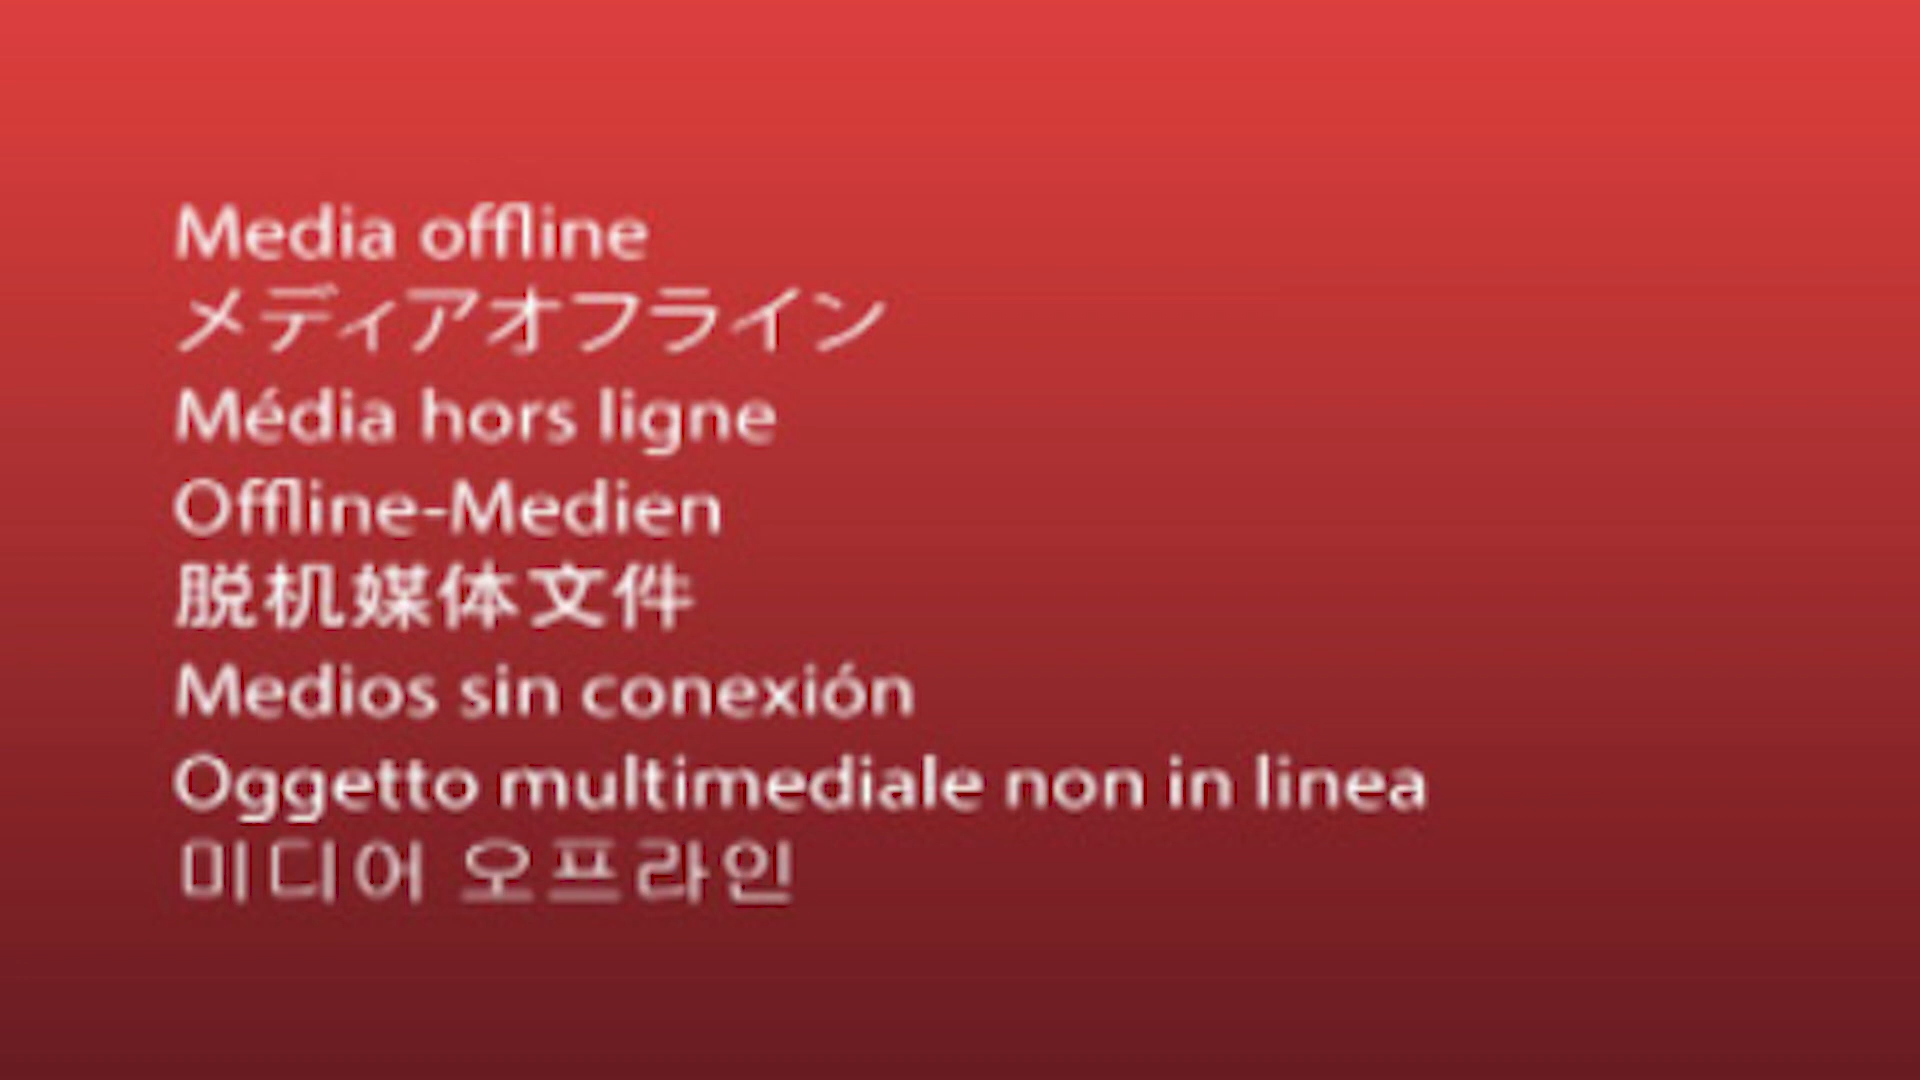 Media offline
メディアオフライン
Média hors ligne
Offline-Medien
脱机媒体文件
Medios sin conexión
Oggetto multimediale non in linea
미디어 오프라인